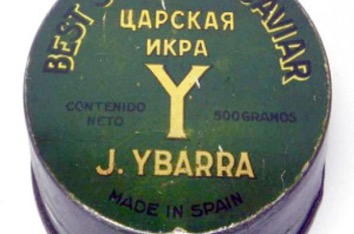 BEST CAVIAR
ЦАРСКАЯ
ИКРА
Y
CONTENIDO
NETO
500 GRAMOS
J. YBARRA
MADE IN SPAIN